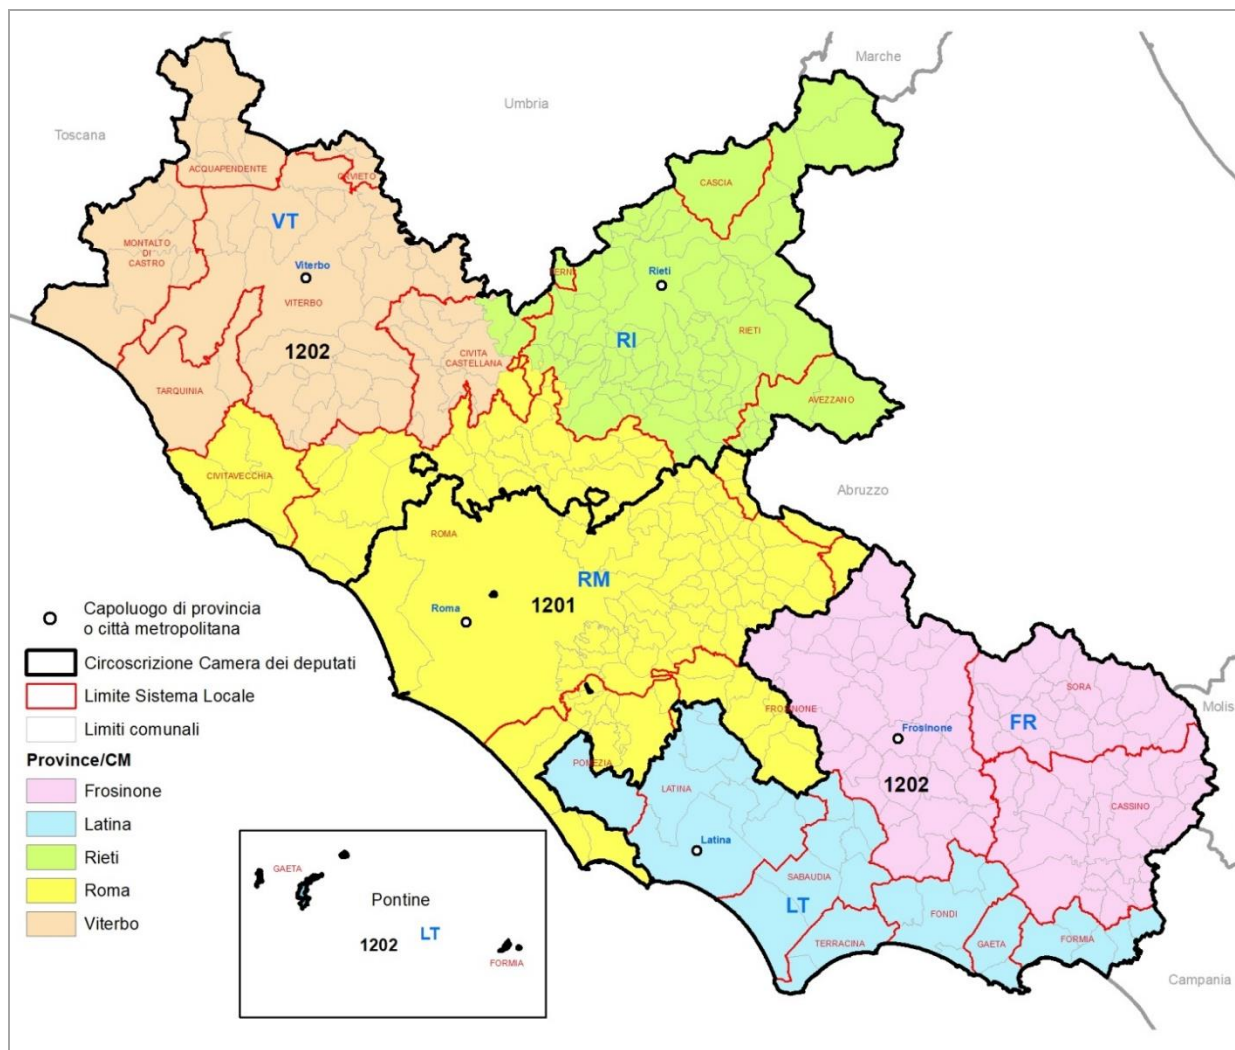 Marche
Umbria
Toscana
ACQUAPENDENTE
ORVIETO
CASCIA
VT
MONTALTO
DI
CASTRO
Viterbo
VITERBO
TERNI
Rieti
RIETI
RI
1202
CIVITA
CASTELLANA
TARQUINIA
AVEZZANO
CIVITAVECCHIA
Abruzzo
ROMA
RM
1201
Roma
Capoluogo di provincia
o città metropolitana
Circoscrizione Camera dei deputati
Limite Sistema Locale
Limiti comunali
Province/CM
Frosinone
Latina
Rieti
Roma
Viterbo
SORA
Molis
FROSINONE
FR
Frosinone
POMEZIA
LATINA
1202
CASSINO
Latina
SABAUDIA
LT
FONDI
TERRACINA
GAETA
FORMIA
Campania
GAETA
Pontine
LT
1202
FORMIA